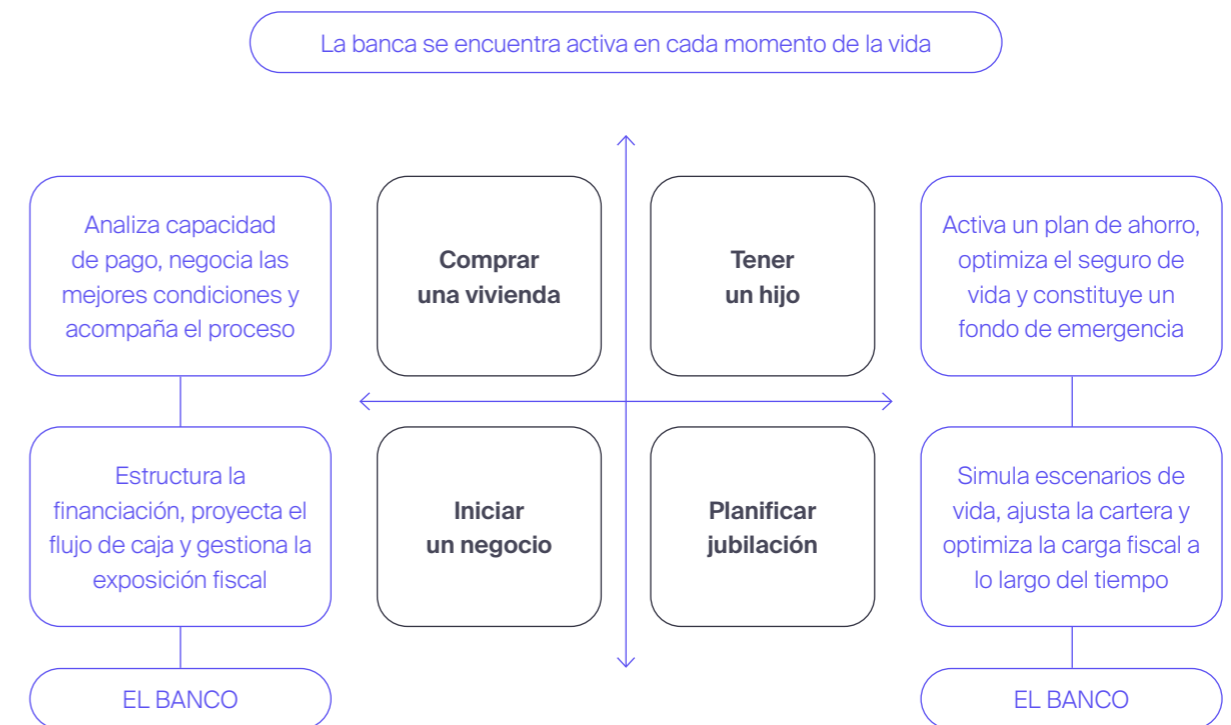 La banca se encuentra activa en cada momento de la vida
Analiza capacidad
de pago, negocia las
mejores condiciones y
acompaña el proceso
Comprar
una vivienda
Tener
un hijo
Activa un plan de ahorro,
optimiza el seguro de
vida y constituye un
fondo de emergencia
Estructura la
financiación, proyecta el
flujo de caja y gestiona la
exposición fiscal
Iniciar
un negocio
Planificar
jubilación
Simula escenarios de
vida, ajusta la cartera y
optimiza la carga fiscal a
lo largo del tiempo
EL BANCO
EL BANCO